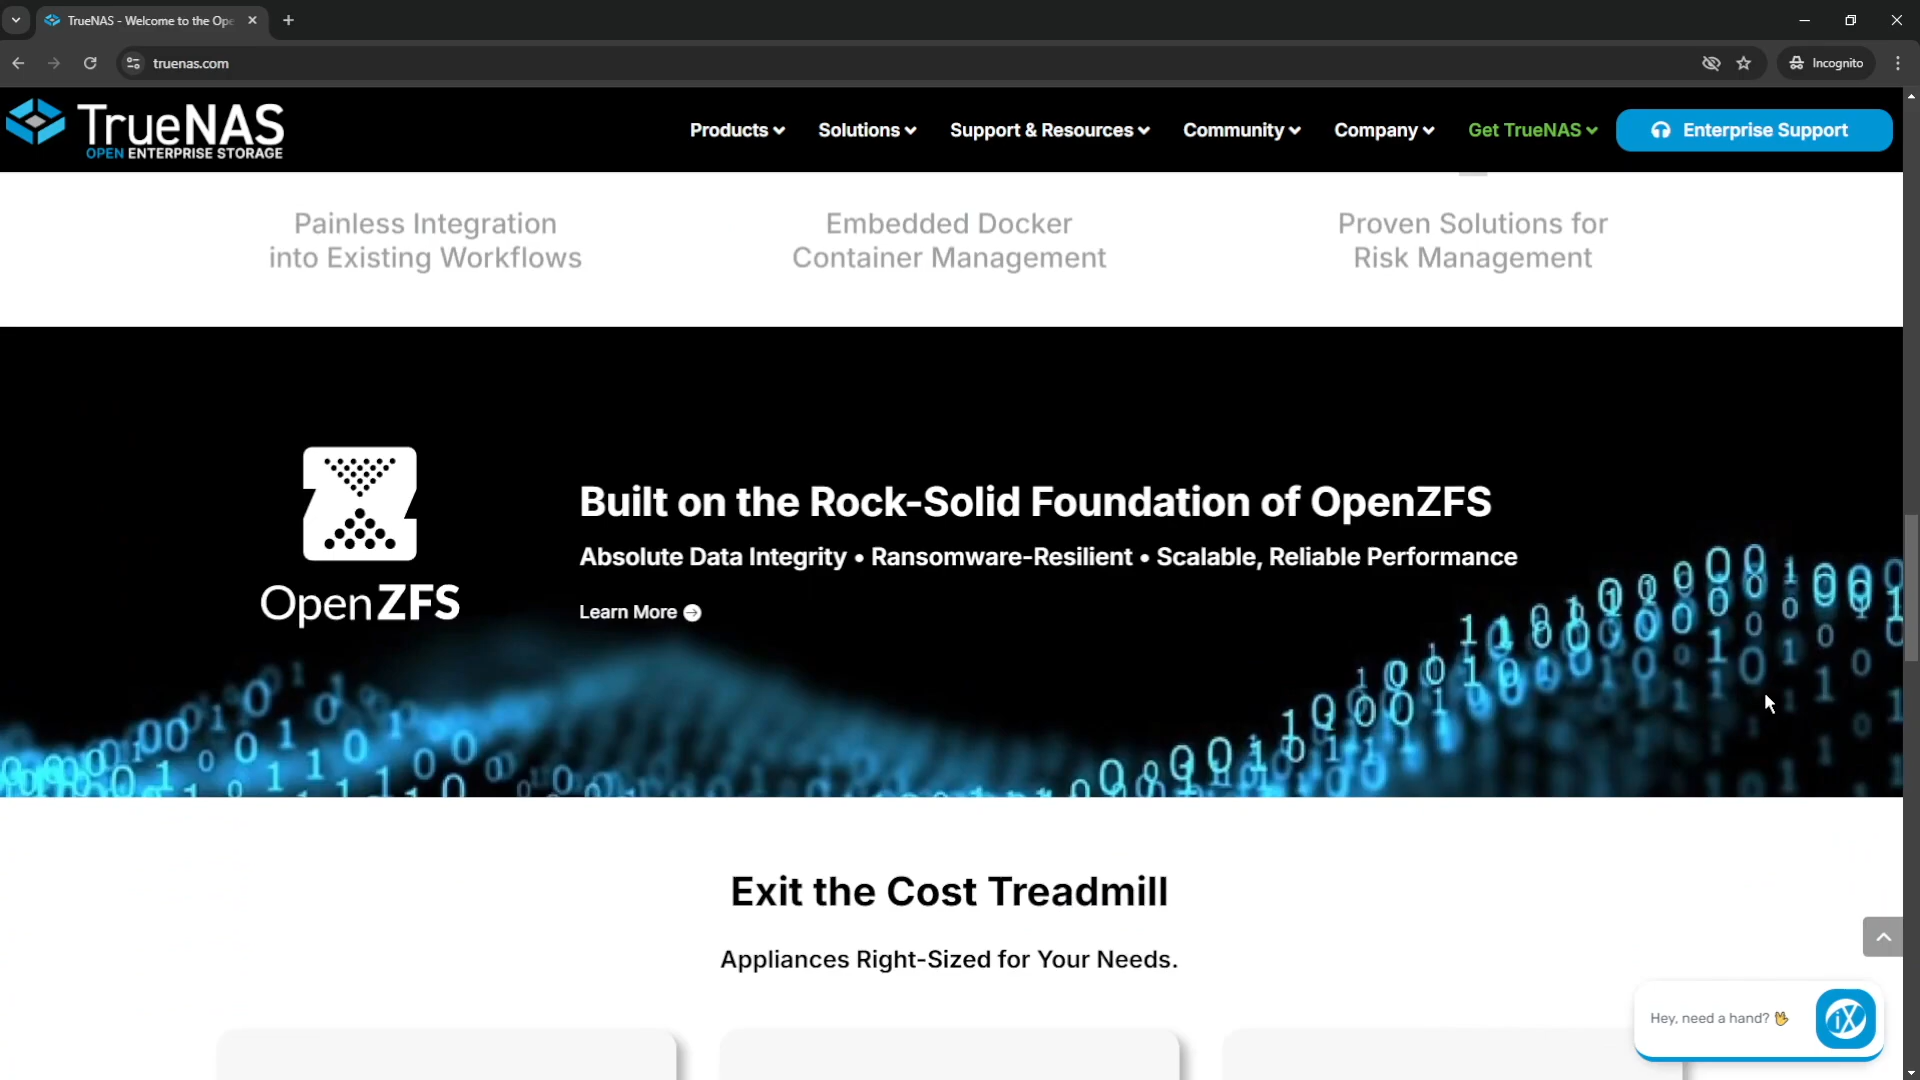 TrueNAS - Welcome to the Ope
truenas.com
Incognito
TrueNAS
OPEN ENTERPRISE STORAGE
Products
Solutions
Support & Resources
Community
Company
Get TrueNAS
Enterprise Support
Painless Integration
into Existing Workflows
Embedded Docker
Container Management
Proven Solutions for
Risk Management
OpenZFS
Built on the Rock-Solid Foundation of OpenZFS
Absolute Data Integrity • Ransomware-Resilient • Scalable, Reliable Performance
Learn More
Exit the Cost Treadmill
Appliances Right-Sized for Your Needs.
Hey, need a hand? 🖖
iX